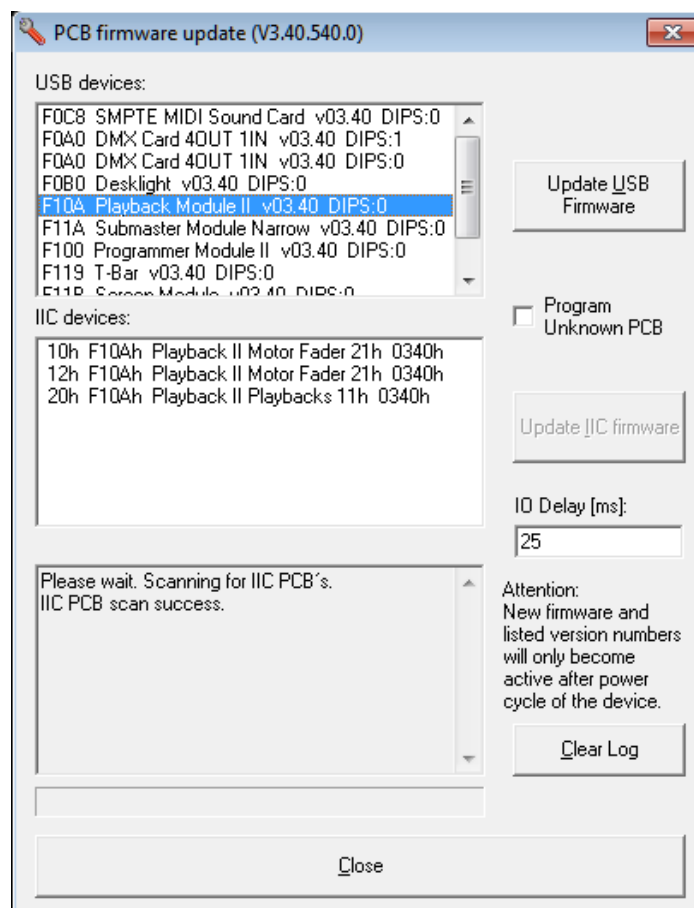 PCB firmware update (V3.40.540.0)
USB devices:
F0C8 SMPTE MIDI Sound Card v03.40 DIPS:0
F0A0 DMX Card 4OUT 1IN v03.40 DIPS:1
F0A0 DMX Card 4OUT 1IN v03.40 DIPS:0
F0B0 Desklight v03.40 DIPS:0
F10A Playback Module II v03.40 DIPS:0
F11A Submaster Module Narrow v03.40 DIPS:0
F100 Programmer Module II v03.40 DIPS:0
F119 T-Bar v03.40 DIPS:0
F11B Screen Module v03.40 DIPS:0
Update USB
Firmware
IIC devices:
10h F10Ah Playback II Motor Fader 21h 0340h
12h F10Ah Playback II Motor Fader 21h 0340h
20h F10Ah Playback II Playbacks 11h 0340h
Program
Unknown PCB
Update IIC firmware
IO Delay [ms]:
25
Please wait. Scanning for IIC PCB´s.
IIC PCB scan success.
Attention:
New firmware and
listed version numbers
will only become
active after power
cycle of the device.
Clear Log
Close